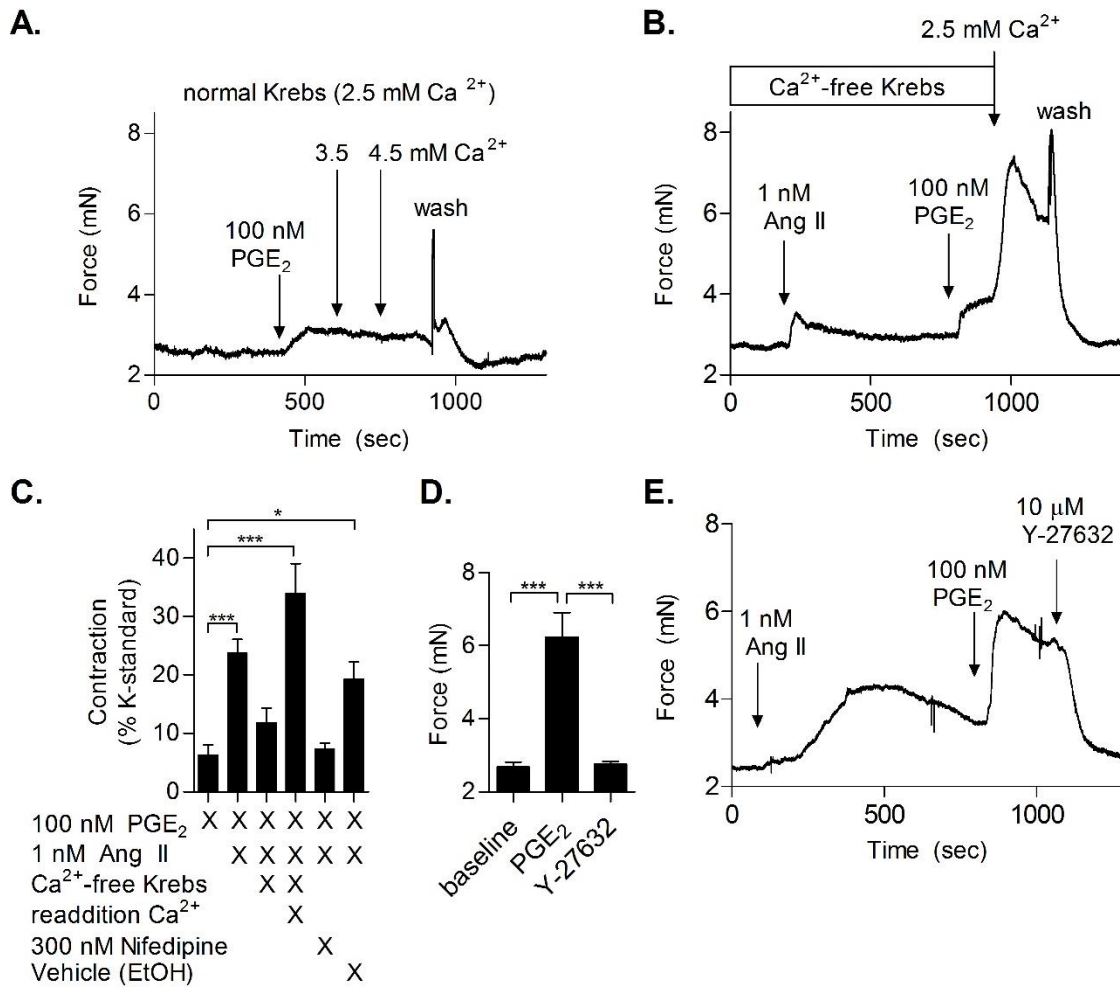 A.
normal Krebs (2.5 mM Ca 2+)
8
3.5 4.5 mM Ca2+
wash
6
100 nM
PGE2
4
2
Force (mN)
0 500 1000
Time (sec)
B.
2.5 mM Ca2+
Ca2+-free Krebs
wash
8
1 nM
Ang II
100 nM
PGE2
6
4
2
Force (mN)
0 500 1000
Time (sec)
C.
*
***
***
40
30
20
10
0
Contraction
(% K-standard)
100 nM PGE2 X X X X X X
1 nM Ang II X X X X X
Ca2+-free Krebs X X
readdition Ca2+ X
300 nM Nifedipine X
Vehicle (EtOH) X
D.
*** ***
8
6
4
2
Force (mN)
baseline
PGE2
Y-27632
E.
10 μM
Y-27632
8
100 nM
PGE2
1 nM
Ang II
6
4
2
Force (mN)
0 500 1000
Time (sec)